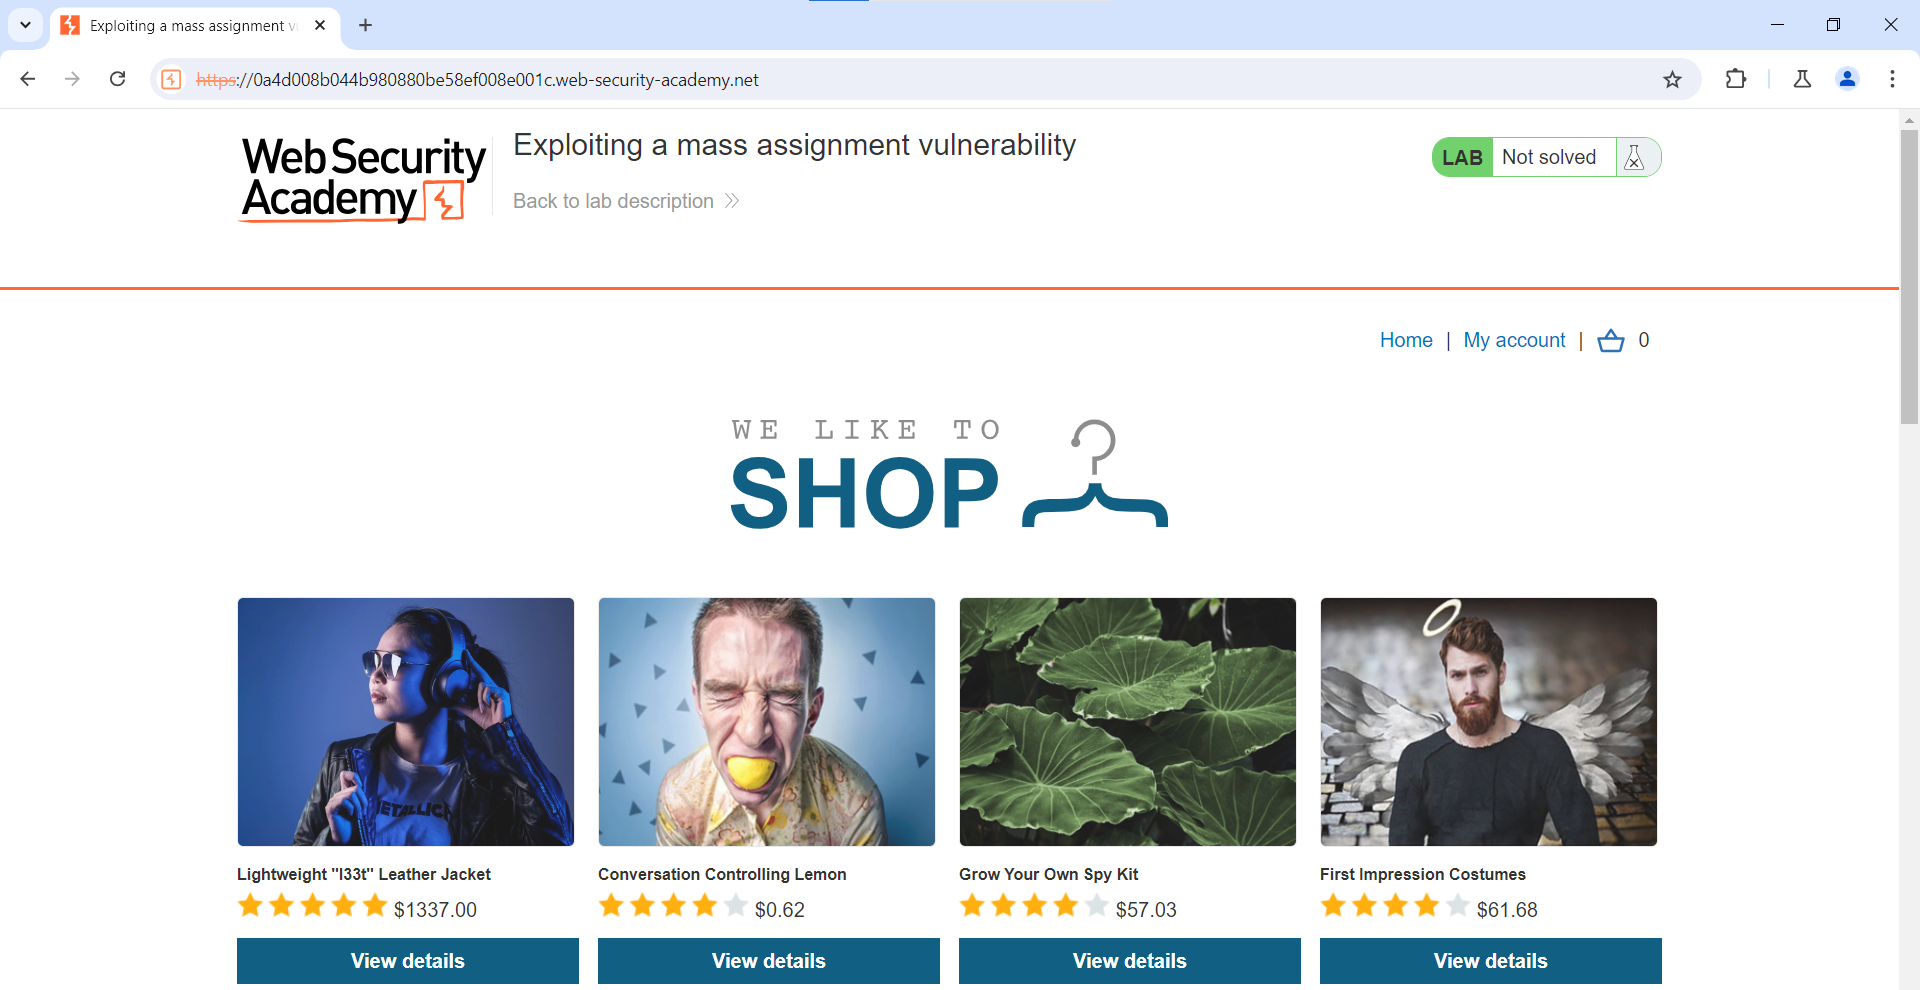 Exploiting a mass assignment vu
https://0a4d008b044b980880be58ef008e001c.web-security-academy.net
Web Security
Academy
Exploiting a mass assignment vulnerability
Back to lab description
LAB Not solved
Home | My account | 0
WE LIKE TO
SHOP
METALLICA
Lightweight "l33t" Leather Jacket
$1337.00
View details
Conversation Controlling Lemon
$0.62
View details
Grow Your Own Spy Kit
$57.03
View details
First Impression Costumes
$61.68
View details